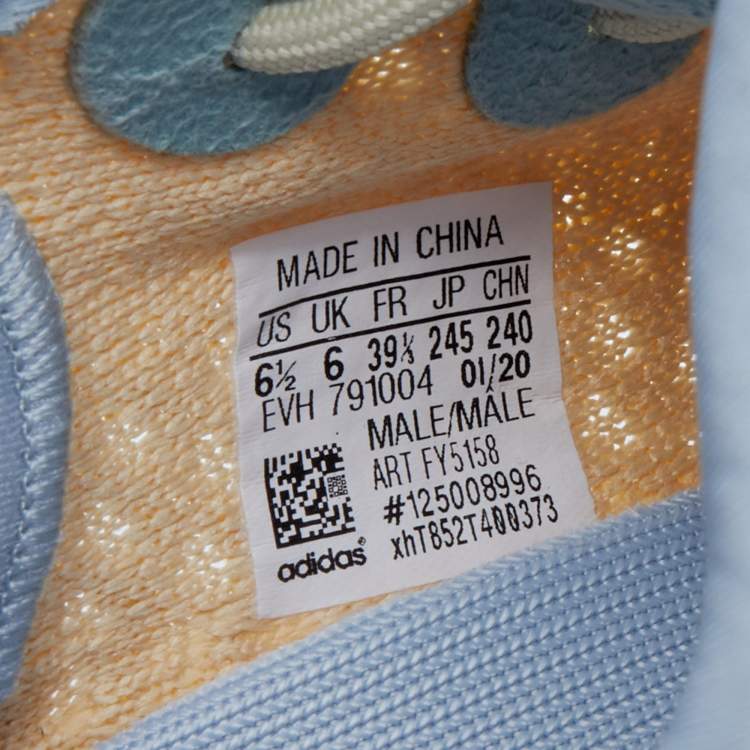 MADE IN CHINA
US UK FR JP CHN
6½ 6 39⅓ 245 240
EVH 791004 01/20
MALE/MÂLE
ART FY5158
#125008996
xhT852T400373
adidas®